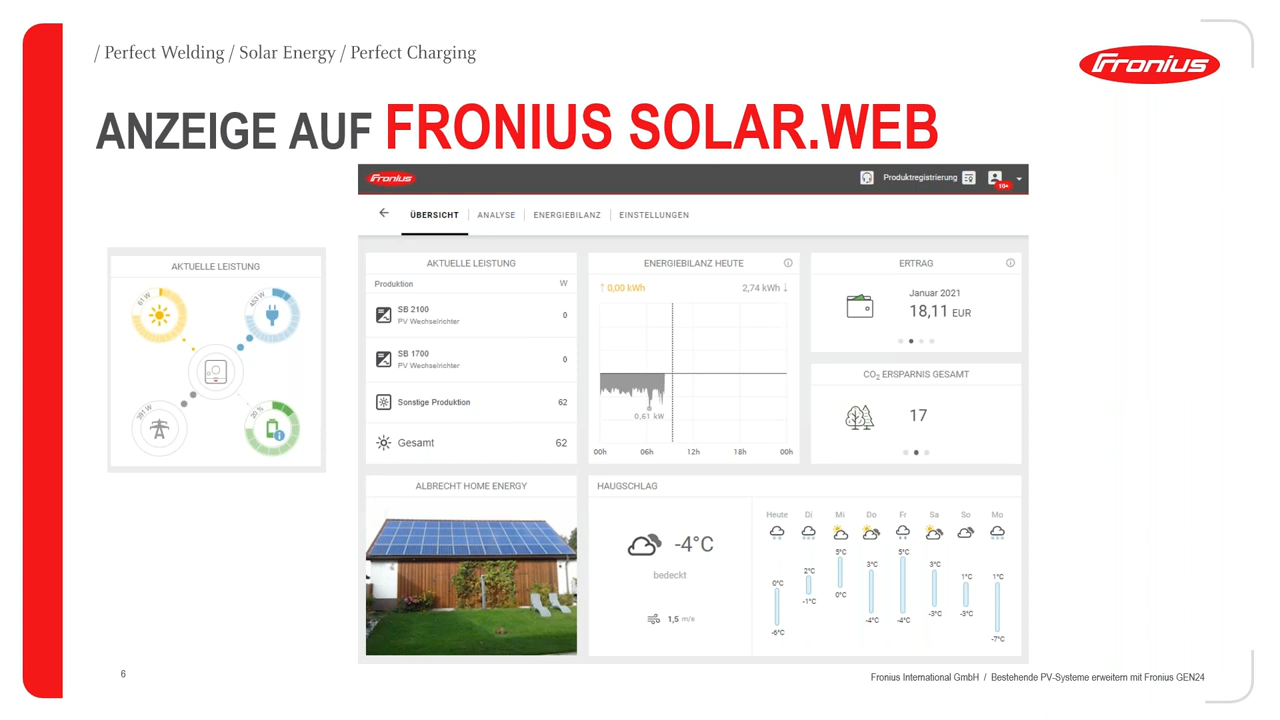 / Perfect Welding / Solar Energy / Perfect Charging
Fronius
ANZEIGE AUF FRONIUS SOLAR.WEB
Fronius
Produktregistrierung
10+
ÜBERSICHT
ANALYSE
ENERGIEBILANZ
EINSTELLUNGEN
AKTUELLE LEISTUNG
61 W
453 W
391 W
20 %
AKTUELLE LEISTUNG
Produktion W
SB 2100 0
PV Wechselrichter
SB 1700 0
PV Wechselrichter
Sonstige Produktion 62
Gesamt 62
ENERGIEBILANZ HEUTE
0,00 kWh 2,74 kWh
0,61 kW
00h 06h 12h 18h 00h
ERTRAG
Januar 2021
18,11 EUR
CO2 ERSPARNIS GESAMT
17
ALBRECHT HOME ENERGY
HAUGSCHLAG
-4°C
bedeckt
1,5 m/s
Heute Di Mi Do Fr Sa So Mo
0°C 2°C 5°C 3°C 5°C 3°C 1°C 1°C
-6°C -1°C 0°C -4°C -4°C -3°C -3°C -7°C
6
Fronius International GmbH / Bestehende PV-Systeme erweitern mit Fronius GEN24